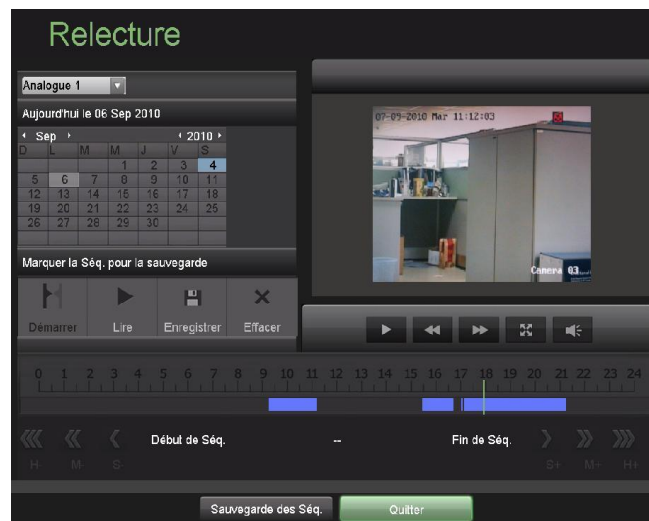 Relecture
Analogue 1
Aujourd'hui le 06 Sep 2010
Sep 2010
D L M M J V S
1 2 3 4
5 6 7 8 9 10 11
12 13 14 15 16 17 18
19 20 21 22 23 24 25
26 27 28 29 30
Marquer la Séq. pour la sauvegarde
Démarrer Lire Enregistrer Effacer
07-09-2010 Mar 11:12:03
Camera 03
0 1 2 3 4 5 6 7 8 9 10 11 12 13 14 15 16 17 18 19 20 21 22 23 24
Début de Séq. -- Fin de Séq.
H- M- S- S+ M+ H+
Sauvegarde des Séq. Quitter